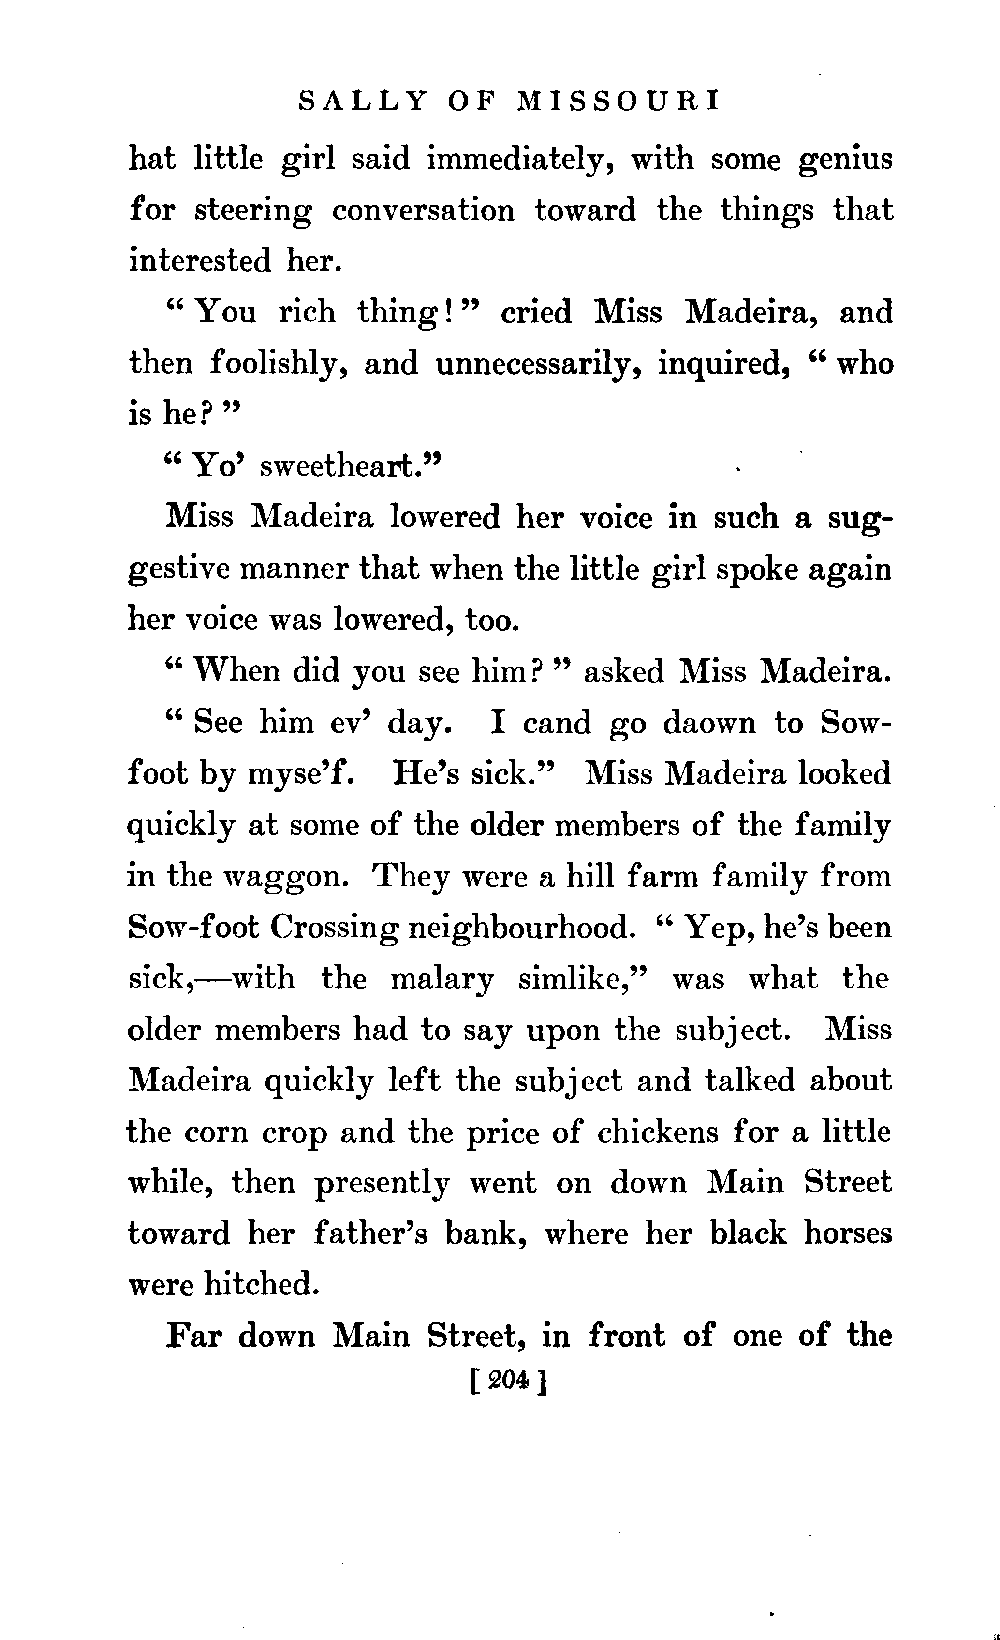 SALLY OF MISSOURI
hat little girl said immediately, with some genius
for steering conversation toward the things that
interested her.
“ You rich thing! ” cried Miss Madeira, and
then foolishly, and unnecessarily, inquired, “ who
is he? ”
“ Yo’ sweetheart.”
Miss Madeira lowered her voice in such a sug-
gestive manner that when the little girl spoke again
her voice was lowered, too.
“ When did you see him? ” asked Miss Madeira.
“ See him ev’ day. I cand go daown to Sow-
foot by myse’f. He’s sick.” Miss Madeira looked
quickly at some of the older members of the family
in the waggon. They were a hill farm family from
Sow-foot Crossing neighbourhood. “ Yep, he’s been
sick,—with the malary simlike,” was what the
older members had to say upon the subject. Miss
Madeira quickly left the subject and talked about
the corn crop and the price of chickens for a little
while, then presently went on down Main Street
toward her father’s bank, where her black horses
were hitched.
Far down Main Street, in front of one of the
[ 204 ]